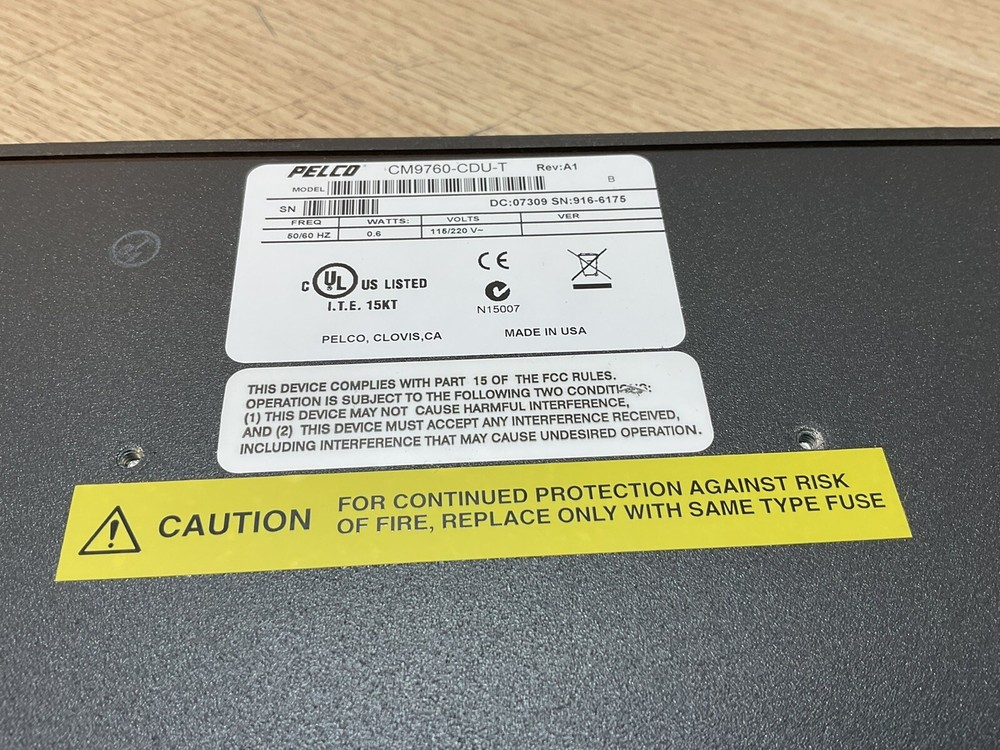 PELCO CM9760-CDU-T Rev:A1
MODEL B
SN DC:07309 SN:916-6175
FREQ WATTS: VOLTS VER
50/60 HZ 0.6 115/220 V~
C UL US LISTED
I.T.E. 15KT
CE
N15007
PELCO, CLOVIS,CA MADE IN USA
THIS DEVICE COMPLIES WITH PART 15 OF THE FCC RULES.
OPERATION IS SUBJECT TO THE FOLLOWING TWO CONDITIONS:
(1) THIS DEVICE MAY NOT CAUSE HARMFUL INTERFERENCE,
AND (2) THIS DEVICE MUST ACCEPT ANY INTERFERENCE RECEIVED,
INCLUDING INTERFERENCE THAT MAY CAUSE UNDESIRED OPERATION.
CAUTION
FOR CONTINUED PROTECTION AGAINST RISK
OF FIRE, REPLACE ONLY WITH SAME TYPE FUSE